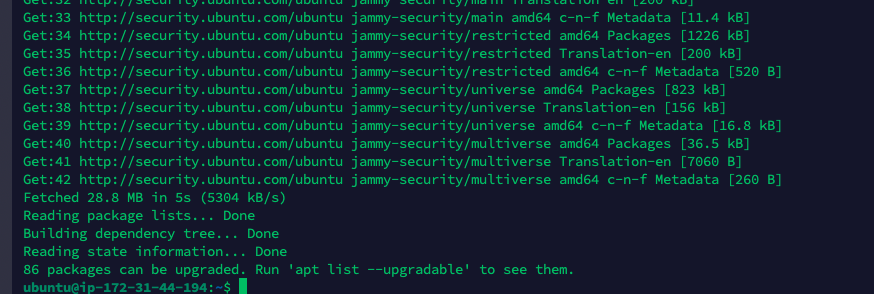 Get:32 http://security.ubuntu.com/ubuntu jammy-security/main Translation-en [200 kB]
Get:33 http://security.ubuntu.com/ubuntu jammy-security/main amd64 c-n-f Metadata [11.4 kB]
Get:34 http://security.ubuntu.com/ubuntu jammy-security/restricted amd64 Packages [1226 kB]
Get:35 http://security.ubuntu.com/ubuntu jammy-security/restricted Translation-en [200 kB]
Get:36 http://security.ubuntu.com/ubuntu jammy-security/restricted amd64 c-n-f Metadata [520 B]
Get:37 http://security.ubuntu.com/ubuntu jammy-security/universe amd64 Packages [823 kB]
Get:38 http://security.ubuntu.com/ubuntu jammy-security/universe Translation-en [156 kB]
Get:39 http://security.ubuntu.com/ubuntu jammy-security/universe amd64 c-n-f Metadata [16.8 kB]
Get:40 http://security.ubuntu.com/ubuntu jammy-security/multiverse amd64 Packages [36.5 kB]
Get:41 http://security.ubuntu.com/ubuntu jammy-security/multiverse Translation-en [7060 B]
Get:42 http://security.ubuntu.com/ubuntu jammy-security/multiverse amd64 c-n-f Metadata [260 B]
Fetched 28.8 MB in 5s (5304 kB/s)
Reading package lists... Done
Building dependency tree... Done
Reading state information... Done
86 packages can be upgraded. Run 'apt list --upgradable' to see them.
ubuntu@ip-172-31-44-194:~$